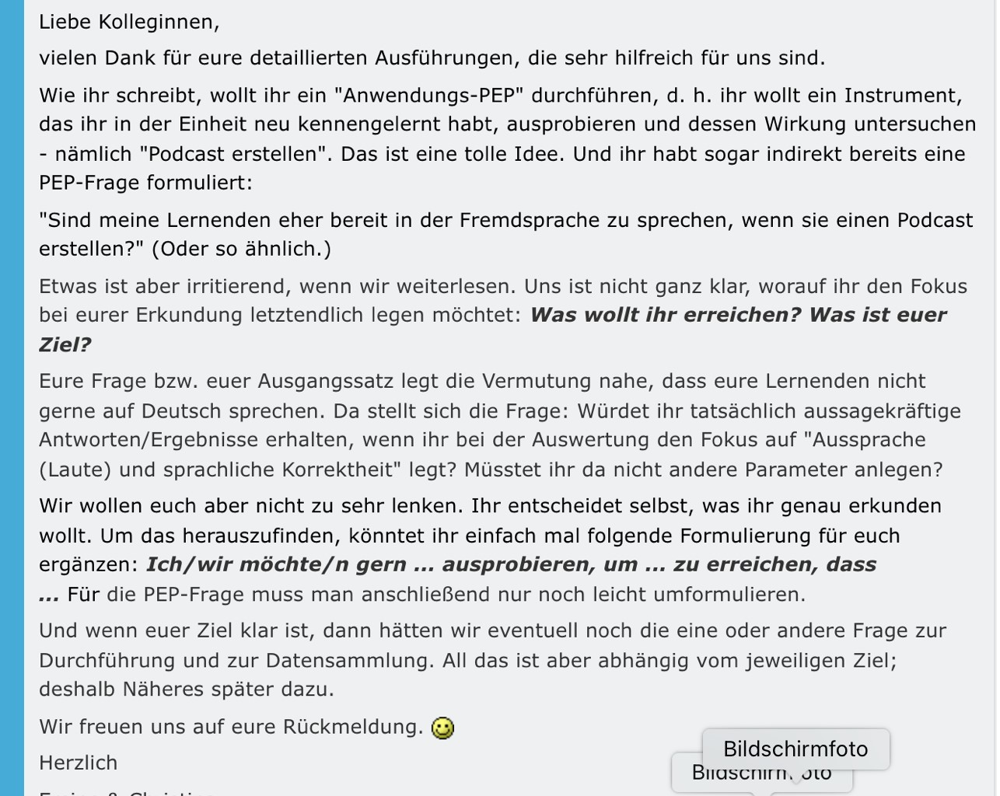 Liebe Kolleginnen,
vielen Dank für eure detaillierten Ausführungen, die sehr hilfreich für uns sind.
Wie ihr schreibt, wollt ihr ein "Anwendungs-PEP" durchführen, d. h. ihr wollt ein Instrument,
das ihr in der Einheit neu kennengelernt habt, ausprobieren und dessen Wirkung untersuchen
- nämlich "Podcast erstellen". Das ist eine tolle Idee. Und ihr habt sogar indirekt bereits eine
PEP-Frage formuliert:
"Sind meine Lernenden eher bereit in der Fremdsprache zu sprechen, wenn sie einen Podcast
erstellen?" (Oder so ähnlich.)
Etwas ist aber irritierend, wenn wir weiterlesen. Uns ist nicht ganz klar, worauf ihr den Fokus
bei eurer Erkundung letztendlich legen möchtet: Was wollt ihr erreichen? Was ist euer
Ziel?
Eure Frage bzw. euer Ausgangssatz legt die Vermutung nahe, dass eure Lernenden nicht
gerne auf Deutsch sprechen. Da stellt sich die Frage: Würdet ihr tatsächlich aussagekräftige
Antworten/Ergebnisse erhalten, wenn ihr bei der Auswertung den Fokus auf "Aussprache
(Laute) und sprachliche Korrektheit" legt? Müsstet ihr da nicht andere Parameter anlegen?
Wir wollen euch aber nicht zu sehr lenken. Ihr entscheidet selbst, was ihr genau erkunden
wollt. Um das herauszufinden, könntet ihr einfach mal folgende Formulierung für euch
ergänzen: Ich/wir möchte/n gern ... ausprobieren, um ... zu erreichen, dass
... Für die PEP-Frage muss man anschließend nur noch leicht umformulieren.
Und wenn euer Ziel klar ist, dann hätten wir eventuell noch die eine oder andere Frage zur
Durchführung und zur Datensammlung. All das ist aber abhängig vom jeweiligen Ziel;
deshalb Näheres später dazu.
Wir freuen uns auf eure Rückmeldung.
Herzlich
Bildschirmfoto
Bildschirmfoto